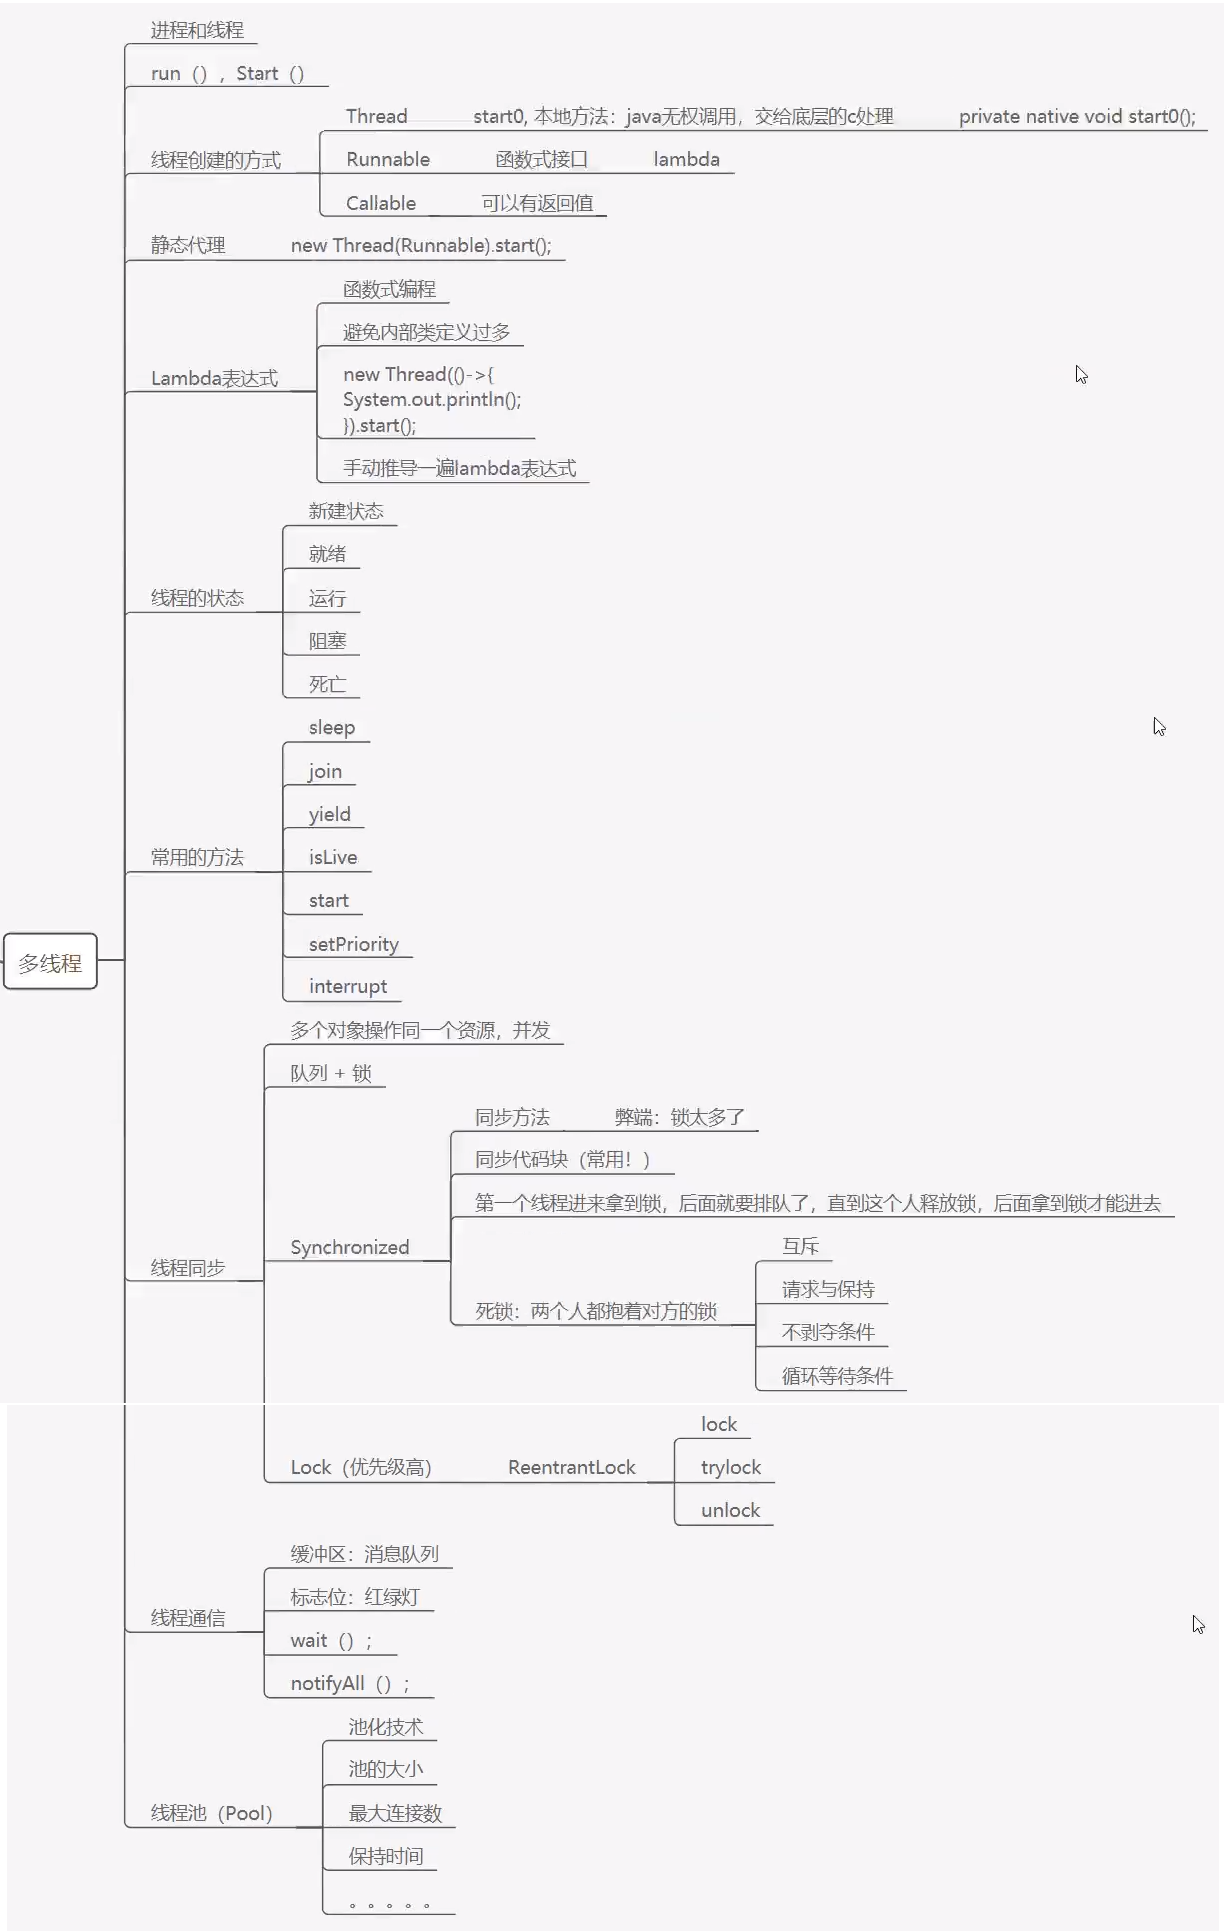 进程和线程
run（），Start（）
Thread start0, 本地方法：java无权调用，交给底层的c处理 private native void start0();
线程创建的方式
Runnable 函数式接口 lambda
Callable 可以有返回值
静态代理 new Thread(Runnable).start();
函数式编程
避免内部类定义过多
Lambda表达式
new Thread(()->{
System.out.println();
}).start();
手动推导一遍lambda表达式
新建状态
就绪
线程的状态
运行
阻塞
死亡
sleep
join
yield
常用的方法
isLive
start
setPriority
interrupt
多线程
多个对象操作同一个资源，并发
队列 + 锁
同步方法 弊端：锁太多了
同步代码块（常用！）
第一个线程进来拿到锁，后面就要排队了，直到这个人释放锁，后面拿到锁才能进去
Synchronized
线程同步
死锁：两个人都抱着对方的锁
互斥
请求与保持
不剥夺条件
循环等待条件
Lock（优先级高） ReentrantLock
lock
trylock
unlock
缓冲区：消息队列
标志位：红绿灯
线程通信
wait（）；
notifyAll（）；
池化技术
池的大小
线程池（Pool）
最大连接数
保持时间
。。。。。